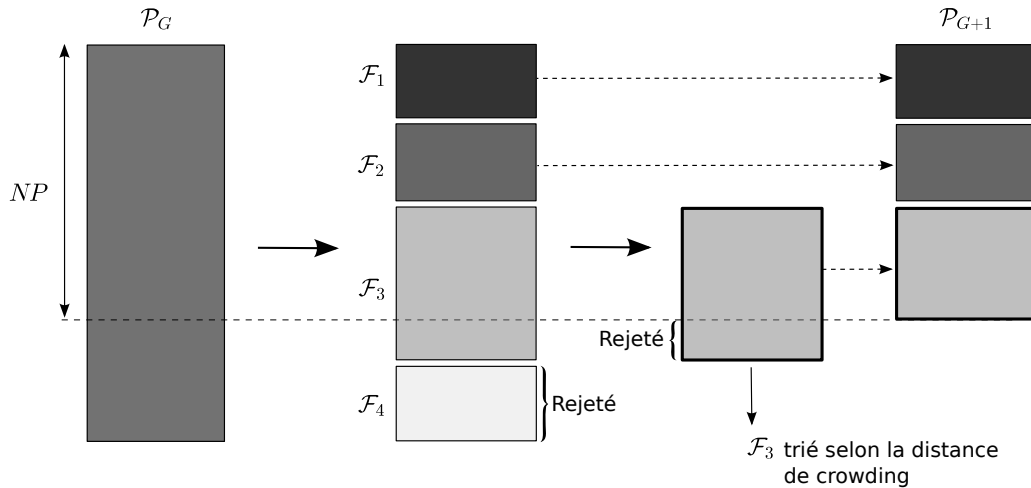 𝒫_G
𝒫_{G+1}
ℱ_1
ℱ_2
NP
ℱ_3
Rejeté
ℱ_4
Rejeté
ℱ_3 trié selon la distance
de crowding